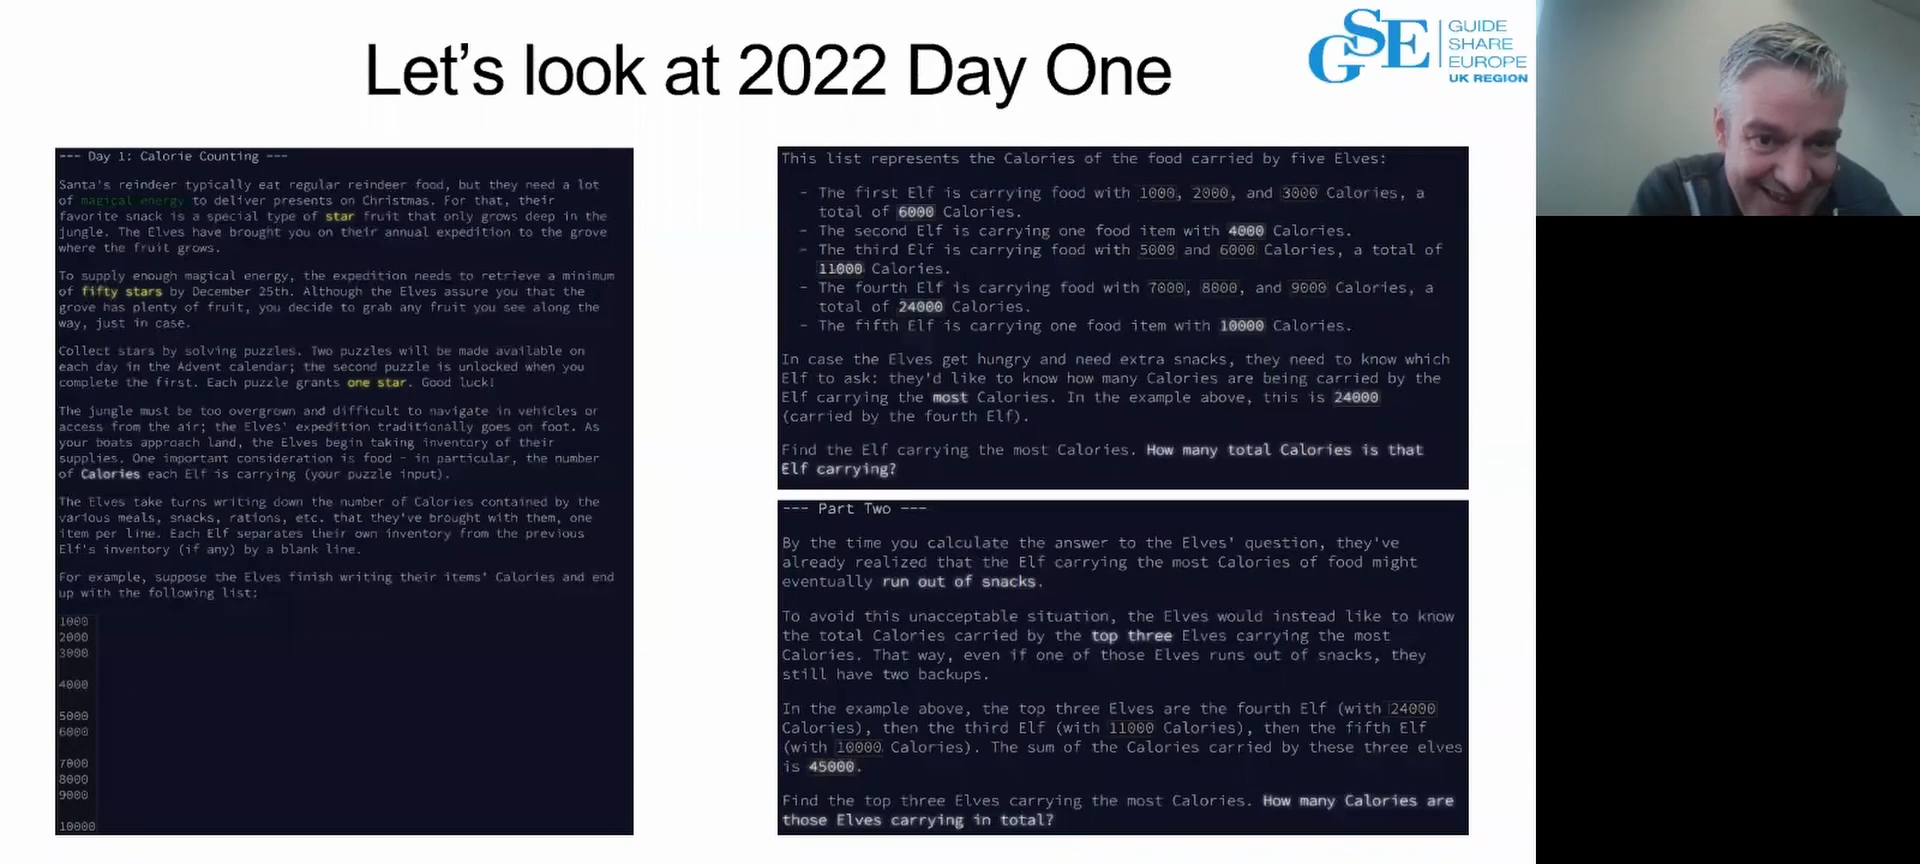 Let's look at 2022 Day One
GSE
GUIDE
SHARE
EUROPE
UK REGION
--- Day 1: Calorie Counting ---
Santa's reindeer typically eat regular reindeer food, but they need a lot
of magical energy to deliver presents on Christmas. For that, their
favorite snack is a special type of star fruit that only grows deep in the
jungle. The Elves have brought you on their annual expedition to the grove
where the fruit grows.
To supply enough magical energy, the expedition needs to retrieve a minimum
of fifty stars by December 25th. Although the Elves assure you that the
grove has plenty of fruit, you decide to grab any fruit you see along the
way, just in case.
Collect stars by solving puzzles. Two puzzles will be made available on
each day in the Advent calendar; the second puzzle is unlocked when you
complete the first. Each puzzle grants one star. Good luck!
The jungle must be too overgrown and difficult to navigate in vehicles or
access from the air; the Elves' expedition traditionally goes on foot. As
your boats approach land, the Elves begin taking inventory of their
supplies. One important consideration is food - in particular, the number
of Calories each Elf is carrying (your puzzle input).
The Elves take turns writing down the number of Calories contained by the
various meals, snacks, rations, etc. that they've brought with them, one
item per line. Each Elf separates their own inventory from the previous
Elf's inventory (if any) by a blank line.
For example, suppose the Elves finish writing their items' Calories and end
up with the following list:
1000
2000
3000
4000
5000
6000
7000
8000
9000
10000
This list represents the Calories of the food carried by five Elves:
- The first Elf is carrying food with 1000, 2000, and 3000 Calories, a
total of 6000 Calories.
- The second Elf is carrying one food item with 4000 Calories.
- The third Elf is carrying food with 5000 and 6000 Calories, a total of
11000 Calories.
- The fourth Elf is carrying food with 7000, 8000, and 9000 Calories, a
total of 24000 Calories.
- The fifth Elf is carrying one food item with 10000 Calories.
In case the Elves get hungry and need extra snacks, they need to know which
Elf to ask: they'd like to know how many Calories are being carried by the
Elf carrying the most Calories. In the example above, this is 24000
(carried by the fourth Elf).
Find the Elf carrying the most Calories. How many total Calories is that
Elf carrying?
--- Part Two ---
By the time you calculate the answer to the Elves' question, they've
already realized that the Elf carrying the most Calories of food might
eventually run out of snacks.
To avoid this unacceptable situation, the Elves would instead like to know
the total Calories carried by the top three Elves carrying the most
Calories. That way, even if one of those Elves runs out of snacks, they
still have two backups.
In the example above, the top three Elves are the fourth Elf (with 24000
Calories), then the third Elf (with 11000 Calories), then the fifth Elf
(with 10000 Calories). The sum of the Calories carried by these three elves
is 45000.
Find the top three Elves carrying the most Calories. How many Calories are
those Elves carrying in total?